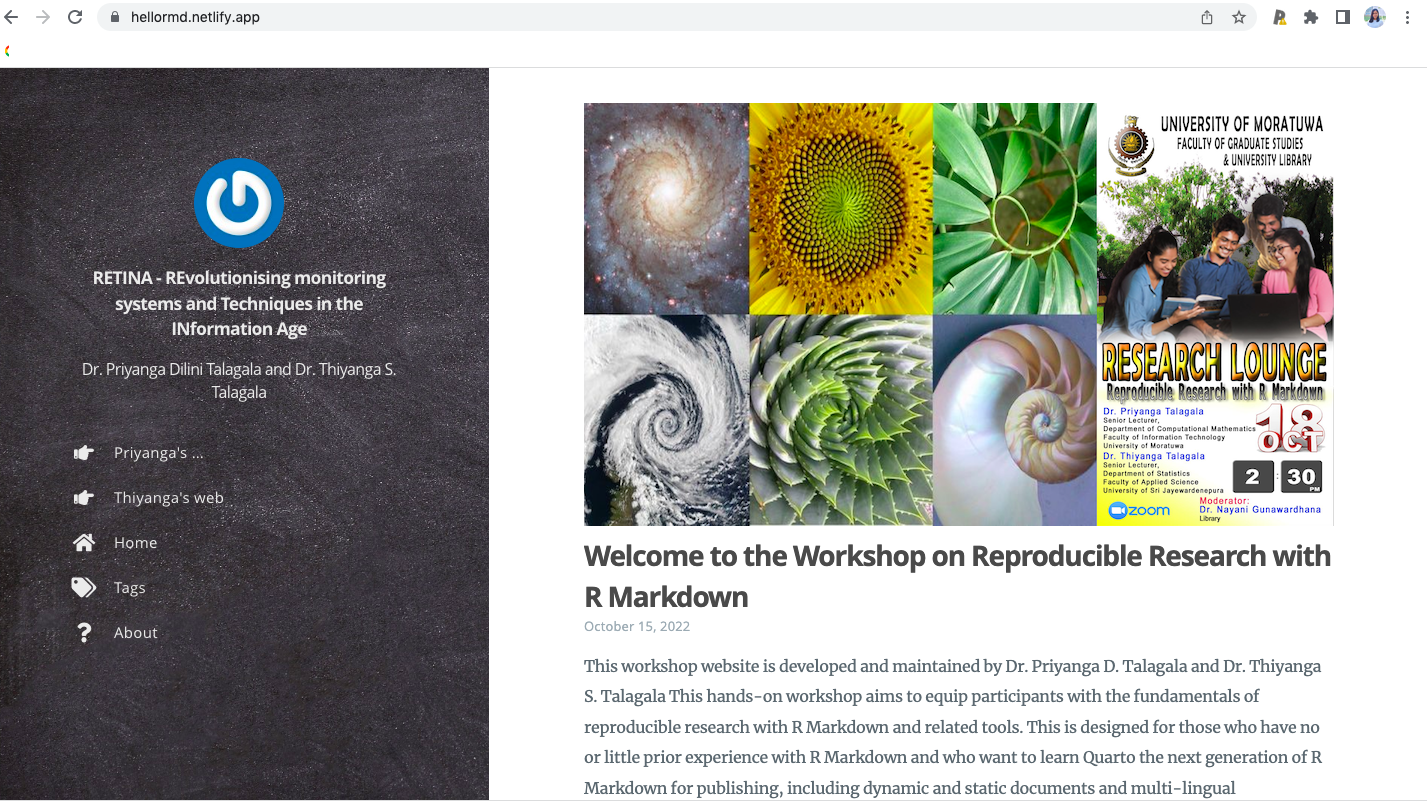 hellormd.netlify.app
RETINA - REvolutionising monitoring
systems and Techniques in the
INformation Age
Dr. Priyanga Dilini Talagala and Dr. Thiyanga S.
Talagala
Priyanga's ...
Thiyanga's web
Home
Tags
About
UNIVERSITY OF MORATUWA
FACULTY OF GRADUATE STUDIES
& UNIVERSITY LIBRARY
RESEARCH LOUNGE
Reproducible Research with R Markdown
Dr. Priyanga Talagala
Senior Lecturer,
Department of Computational Mathematics
Faculty of Information Technology
University of Moratuwa
Dr. Thiyanga Talagala
Senior Lecturer,
Department of Statistics
Faculty of Applied Science
University of Sri Jayewardenepura
18
OCT
2 : 30
PM
zoom
Moderator:
Dr. Nayani Gunawardhana
Library
Welcome to the Workshop on Reproducible Research with
R Markdown
October 15, 2022
This workshop website is developed and maintained by Dr. Priyanga D. Talagala and Dr. Thiyanga
S. Talagala This hands-on workshop aims to equip participants with the fundamentals of
reproducible research with R Markdown and related tools. This is designed for those who have no
or little prior experience with R Markdown and who want to learn Quarto the next generation of R
Markdown for publishing, including dynamic and static documents and multi-lingual